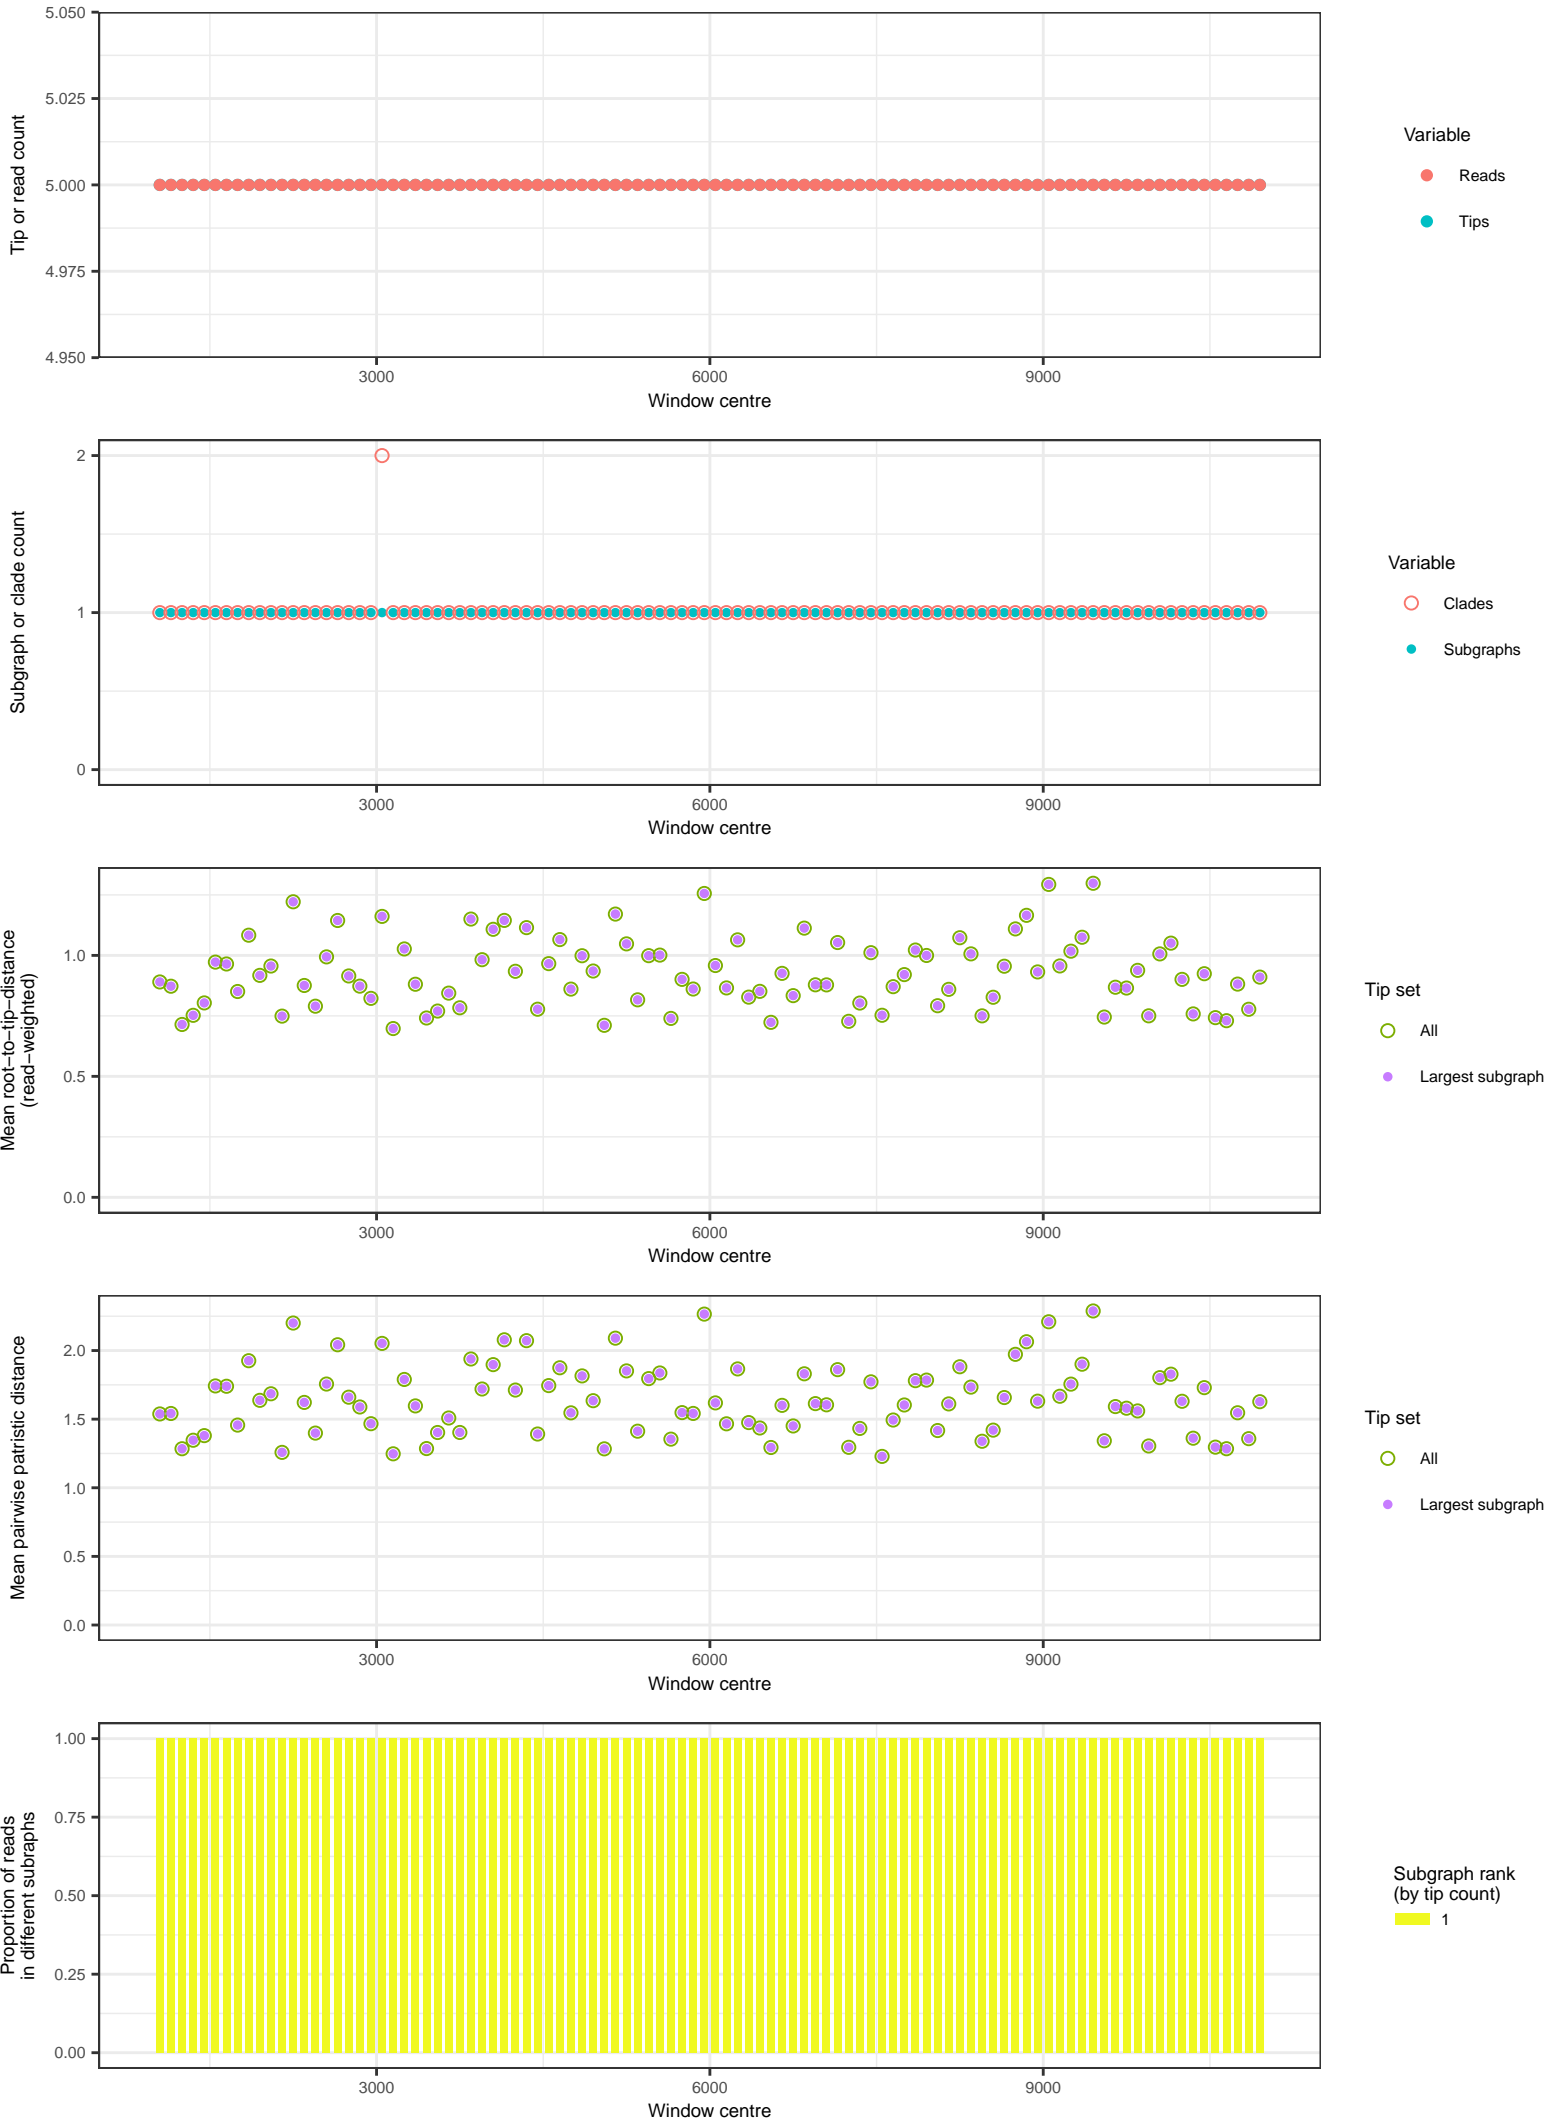 5.050
5.025
5.000
4.975
4.950
Tip or read count
3000
6000
9000
Window centre
Variable
Reads
Tips
2
1
0
Subgraph or clade count
3000
6000
9000
Window centre
Variable
Clades
Subgraphs
1.0
0.5
0.0
Mean root−to−tip−distance
(read−weighted)
3000
6000
9000
Window centre
Tip set
All
Largest subgraph
2.0
1.5
1.0
0.5
0.0
Mean pairwise patristic distance
3000
6000
9000
Window centre
Tip set
All
Largest subgraph
1.00
0.75
0.50
0.25
0.00
Proportion of reads
in different subraphs
3000
6000
9000
Window centre
Subgraph rank
(by tip count)
1